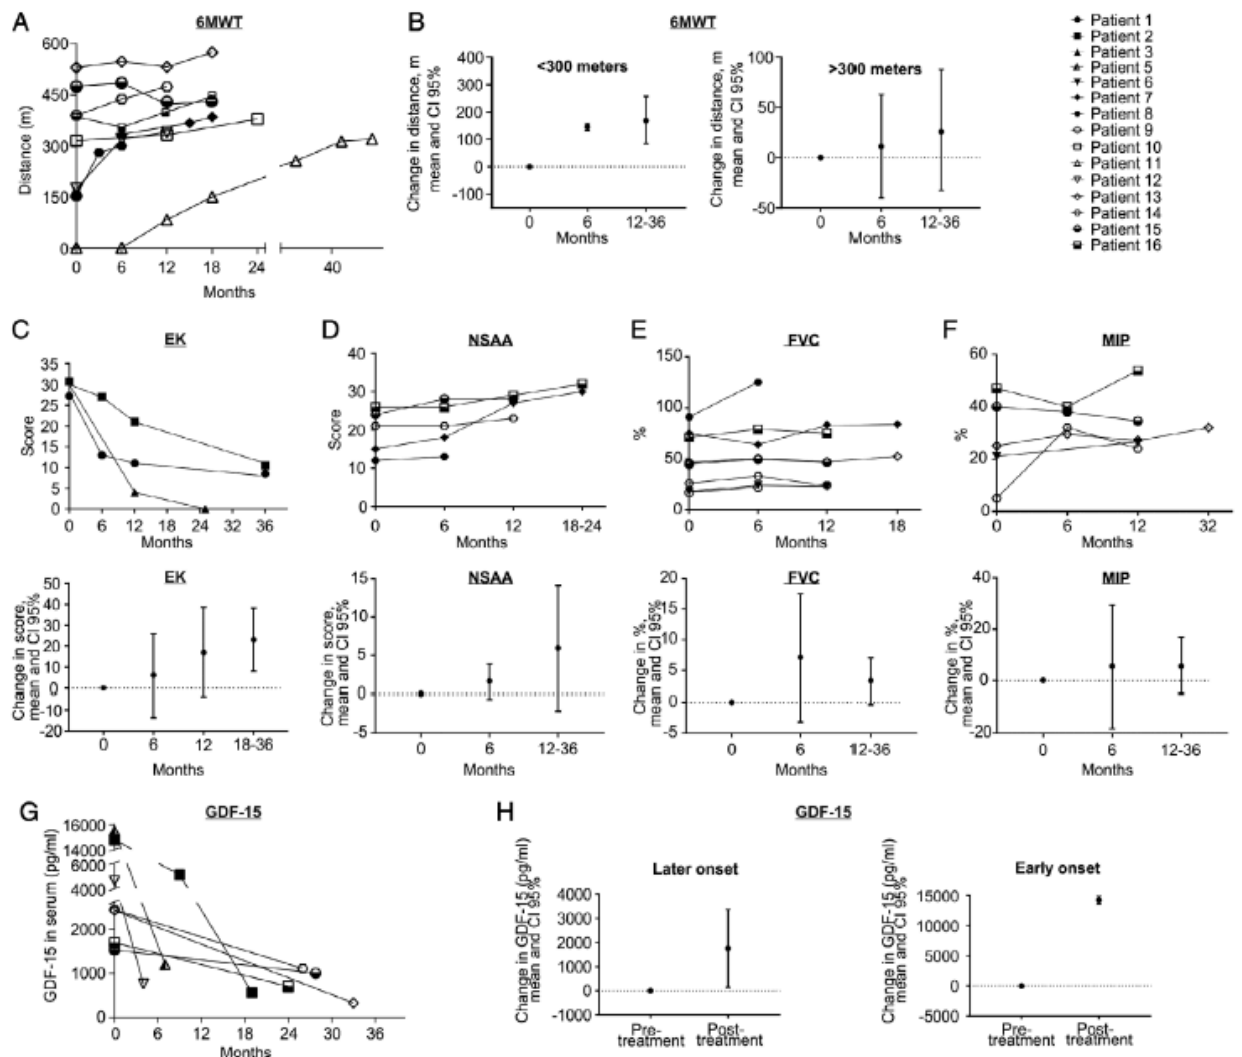 A
6MWT
Distance (m)
600
450
300
150
0
0 6 12 18 24 40
Months
B
6MWT
<300 meters
Change in distance, m
mean and CI 95%
400
300
200
100
0
-100
0 6 12-36
Months
>300 meters
Change in distance, m
mean and CI 95%
100
50
0
-50
0 6 12-36
Months
Patient 1
Patient 2
Patient 3
Patient 5
Patient 6
Patient 7
Patient 8
Patient 9
Patient 10
Patient 11
Patient 12
Patient 13
Patient 14
Patient 15
Patient 16
C
EK
Score
35
30
25
20
15
10
5
0
0 6 12 18 24 32 36
Months
D
NSAA
Score
40
30
20
10
0
0 6 12 18-24
Months
E
FVC
%
150
100
50
0
0 6 12 18
Months
F
MIP
%
60
40
20
0
0 6 12 32
Months
EK
Change in score,
mean and CI 95%
50
40
30
20
10
0
-10
-20
0 6 12 18-36
Months
NSAA
Change in score,
mean and CI 95%
15
10
5
0
-5
0 6 12-36
Months
FVC
Change in %,
mean and CI 95%
20
15
10
5
0
-5
0 6 12-36
Months
MIP
Change in %,
mean and CI 95%
40
20
0
-20
0 6 12-36
Months
G
GDF-15
GDF-15 in serum (pg/ml)
16000
14000
6000
4000
2000
1000
0
0 6 12 18 24 30 36
Months
H
GDF-15
Later onset
Change in GDF-15 (pg/ml)
mean and CI 95%
4000
3000
2000
1000
0
-1000
Pre-
treatment
Post-
treatment
Early onset
Change in GDF-15 (pg/ml)
mean and CI 95%
15000
10000
5000
0
-5000
Pre-
treatment
Post-
treatment